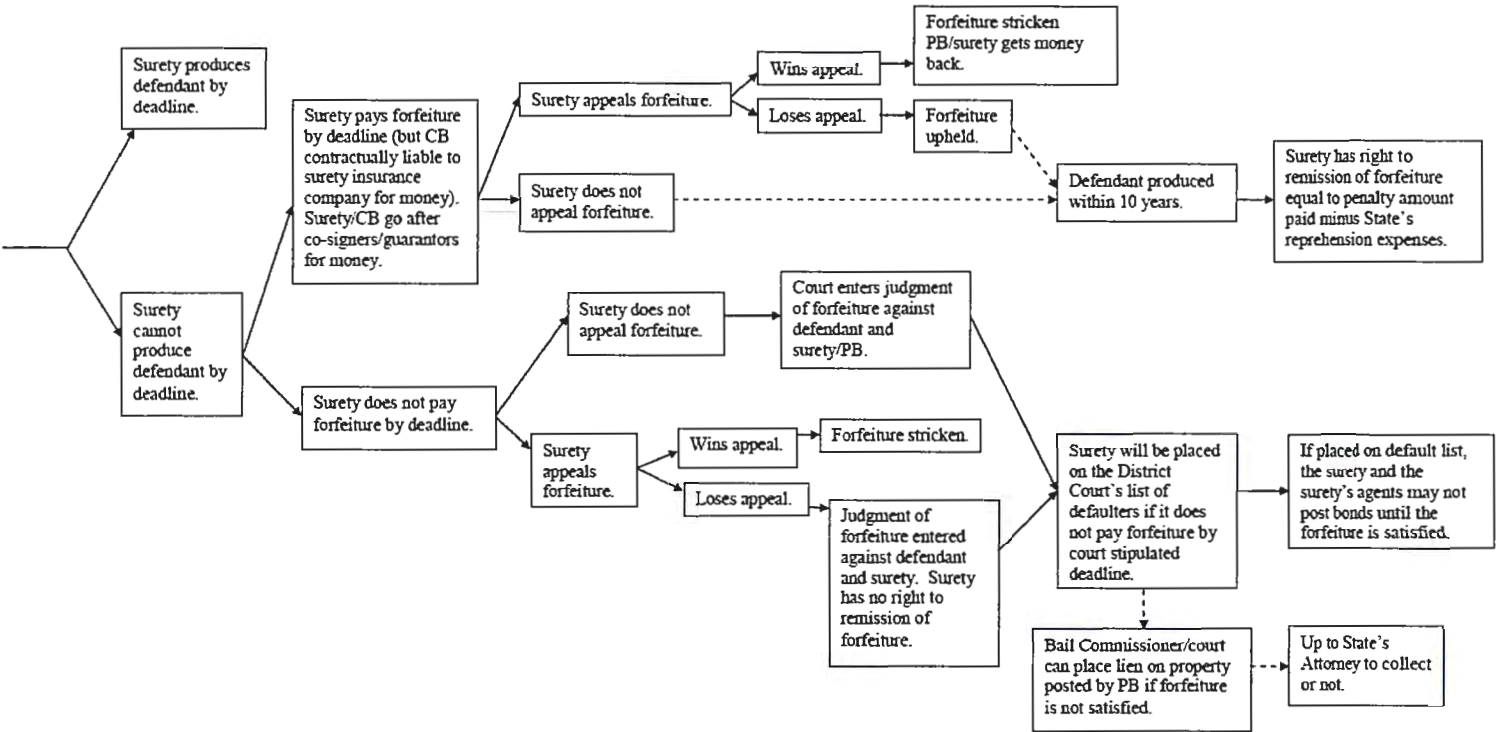 Surety produces
defendant by
deadline.
Surety
cannot
produce
defendant by
deadline.
Surety pays forfeiture
by deadline (but CB
contractually liable to
surety insurance
company for money).
Surety/CB go after
co-signers/guarantors
for money.
Surety appeals forfeiture.
Wins appeal.
Forfeiture stricken
PB/surety gets money
back.
Loses appeal.
Forfeiture
upheld.
Surety does not
appeal forfeiture.
Defendant produced
within 10 years.
Surety has right to
remission of forfeiture
equal to penalty amount
paid minus State's
reprehension expenses.
Surety does not pay
forfeiture by deadline.
Surety does not
appeal forfeiture.
Court enters judgment
of forfeiture against
defendant and
surety/PB.
Surety
appeals
forfeiture.
Wins appeal.
Forfeiture stricken.
Loses appeal.
Judgment of
forfeiture entered
against defendant
and surety. Surety
has no right to
remission of
forfeiture.
Surety will be placed
on the District
Court's list of
defaulters if it does
not pay forfeiture by
court stipulated
deadline.
If placed on default list,
the surety and the
surety's agents may not
post bonds until the
forfeiture is satisfied.
Bail Commissioner/court
can place lien on property
posted by PB if forfeiture
is not satisfied.
Up to State's
Attorney to collect
or not.